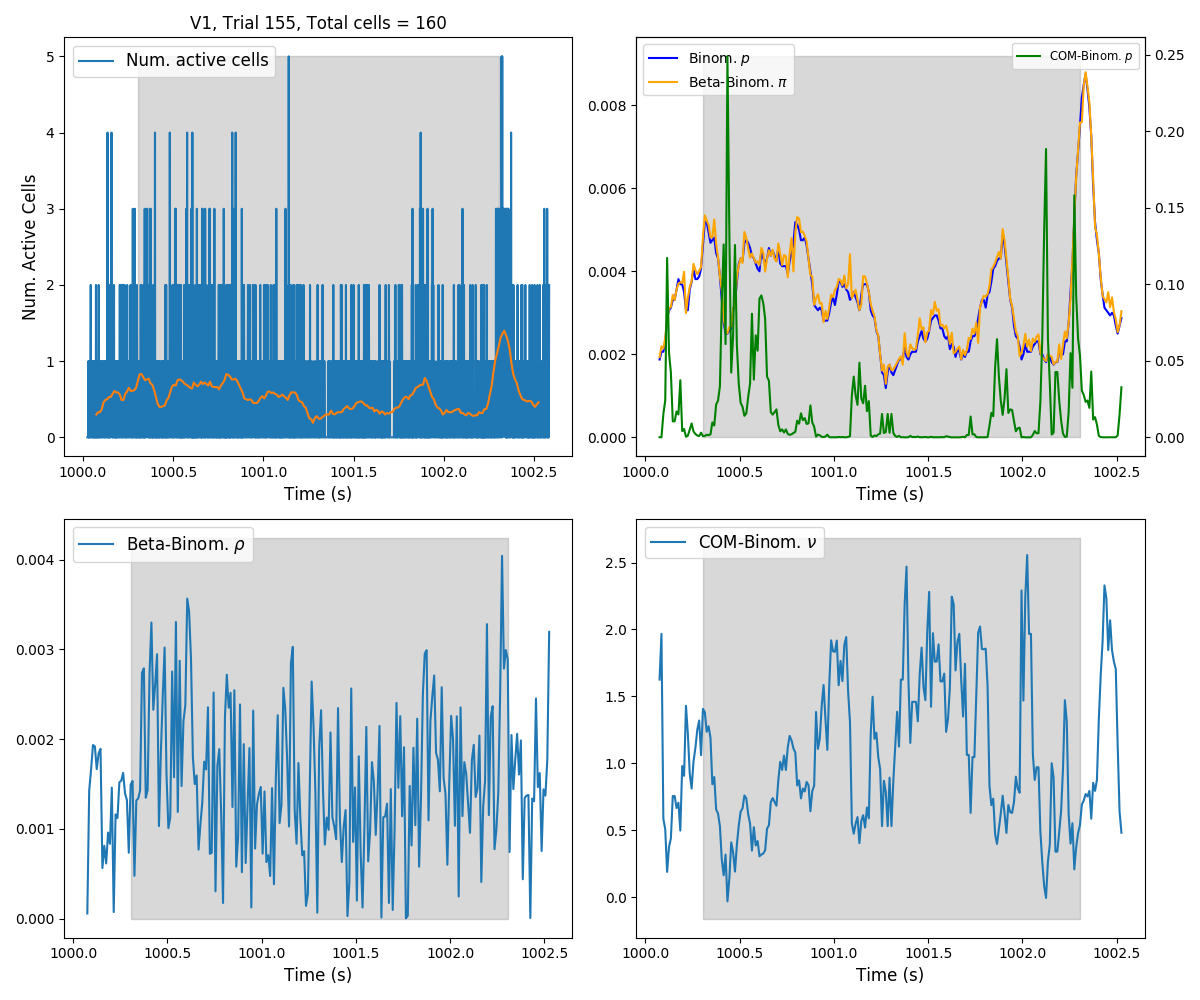 V1, Trial 155, Total cells = 160
Num. active cells
Num. Active Cells
5
4
3
2
1
0
1000.0 1000.5 1001.0 1001.5 1002.0 1002.5
Time (s)
Binom. p
Beta-Binom. π
COM-Binom. p
0.008
0.006
0.004
0.002
0.000
0.25
0.20
0.15
0.10
0.05
0.00
1000.0 1000.5 1001.0 1001.5 1002.0 1002.5
Time (s)
Beta-Binom. ρ
0.004
0.003
0.002
0.001
0.000
1000.0 1000.5 1001.0 1001.5 1002.0 1002.5
Time (s)
COM-Binom. ν
2.5
2.0
1.5
1.0
0.5
0.0
1000.0 1000.5 1001.0 1001.5 1002.0 1002.5
Time (s)